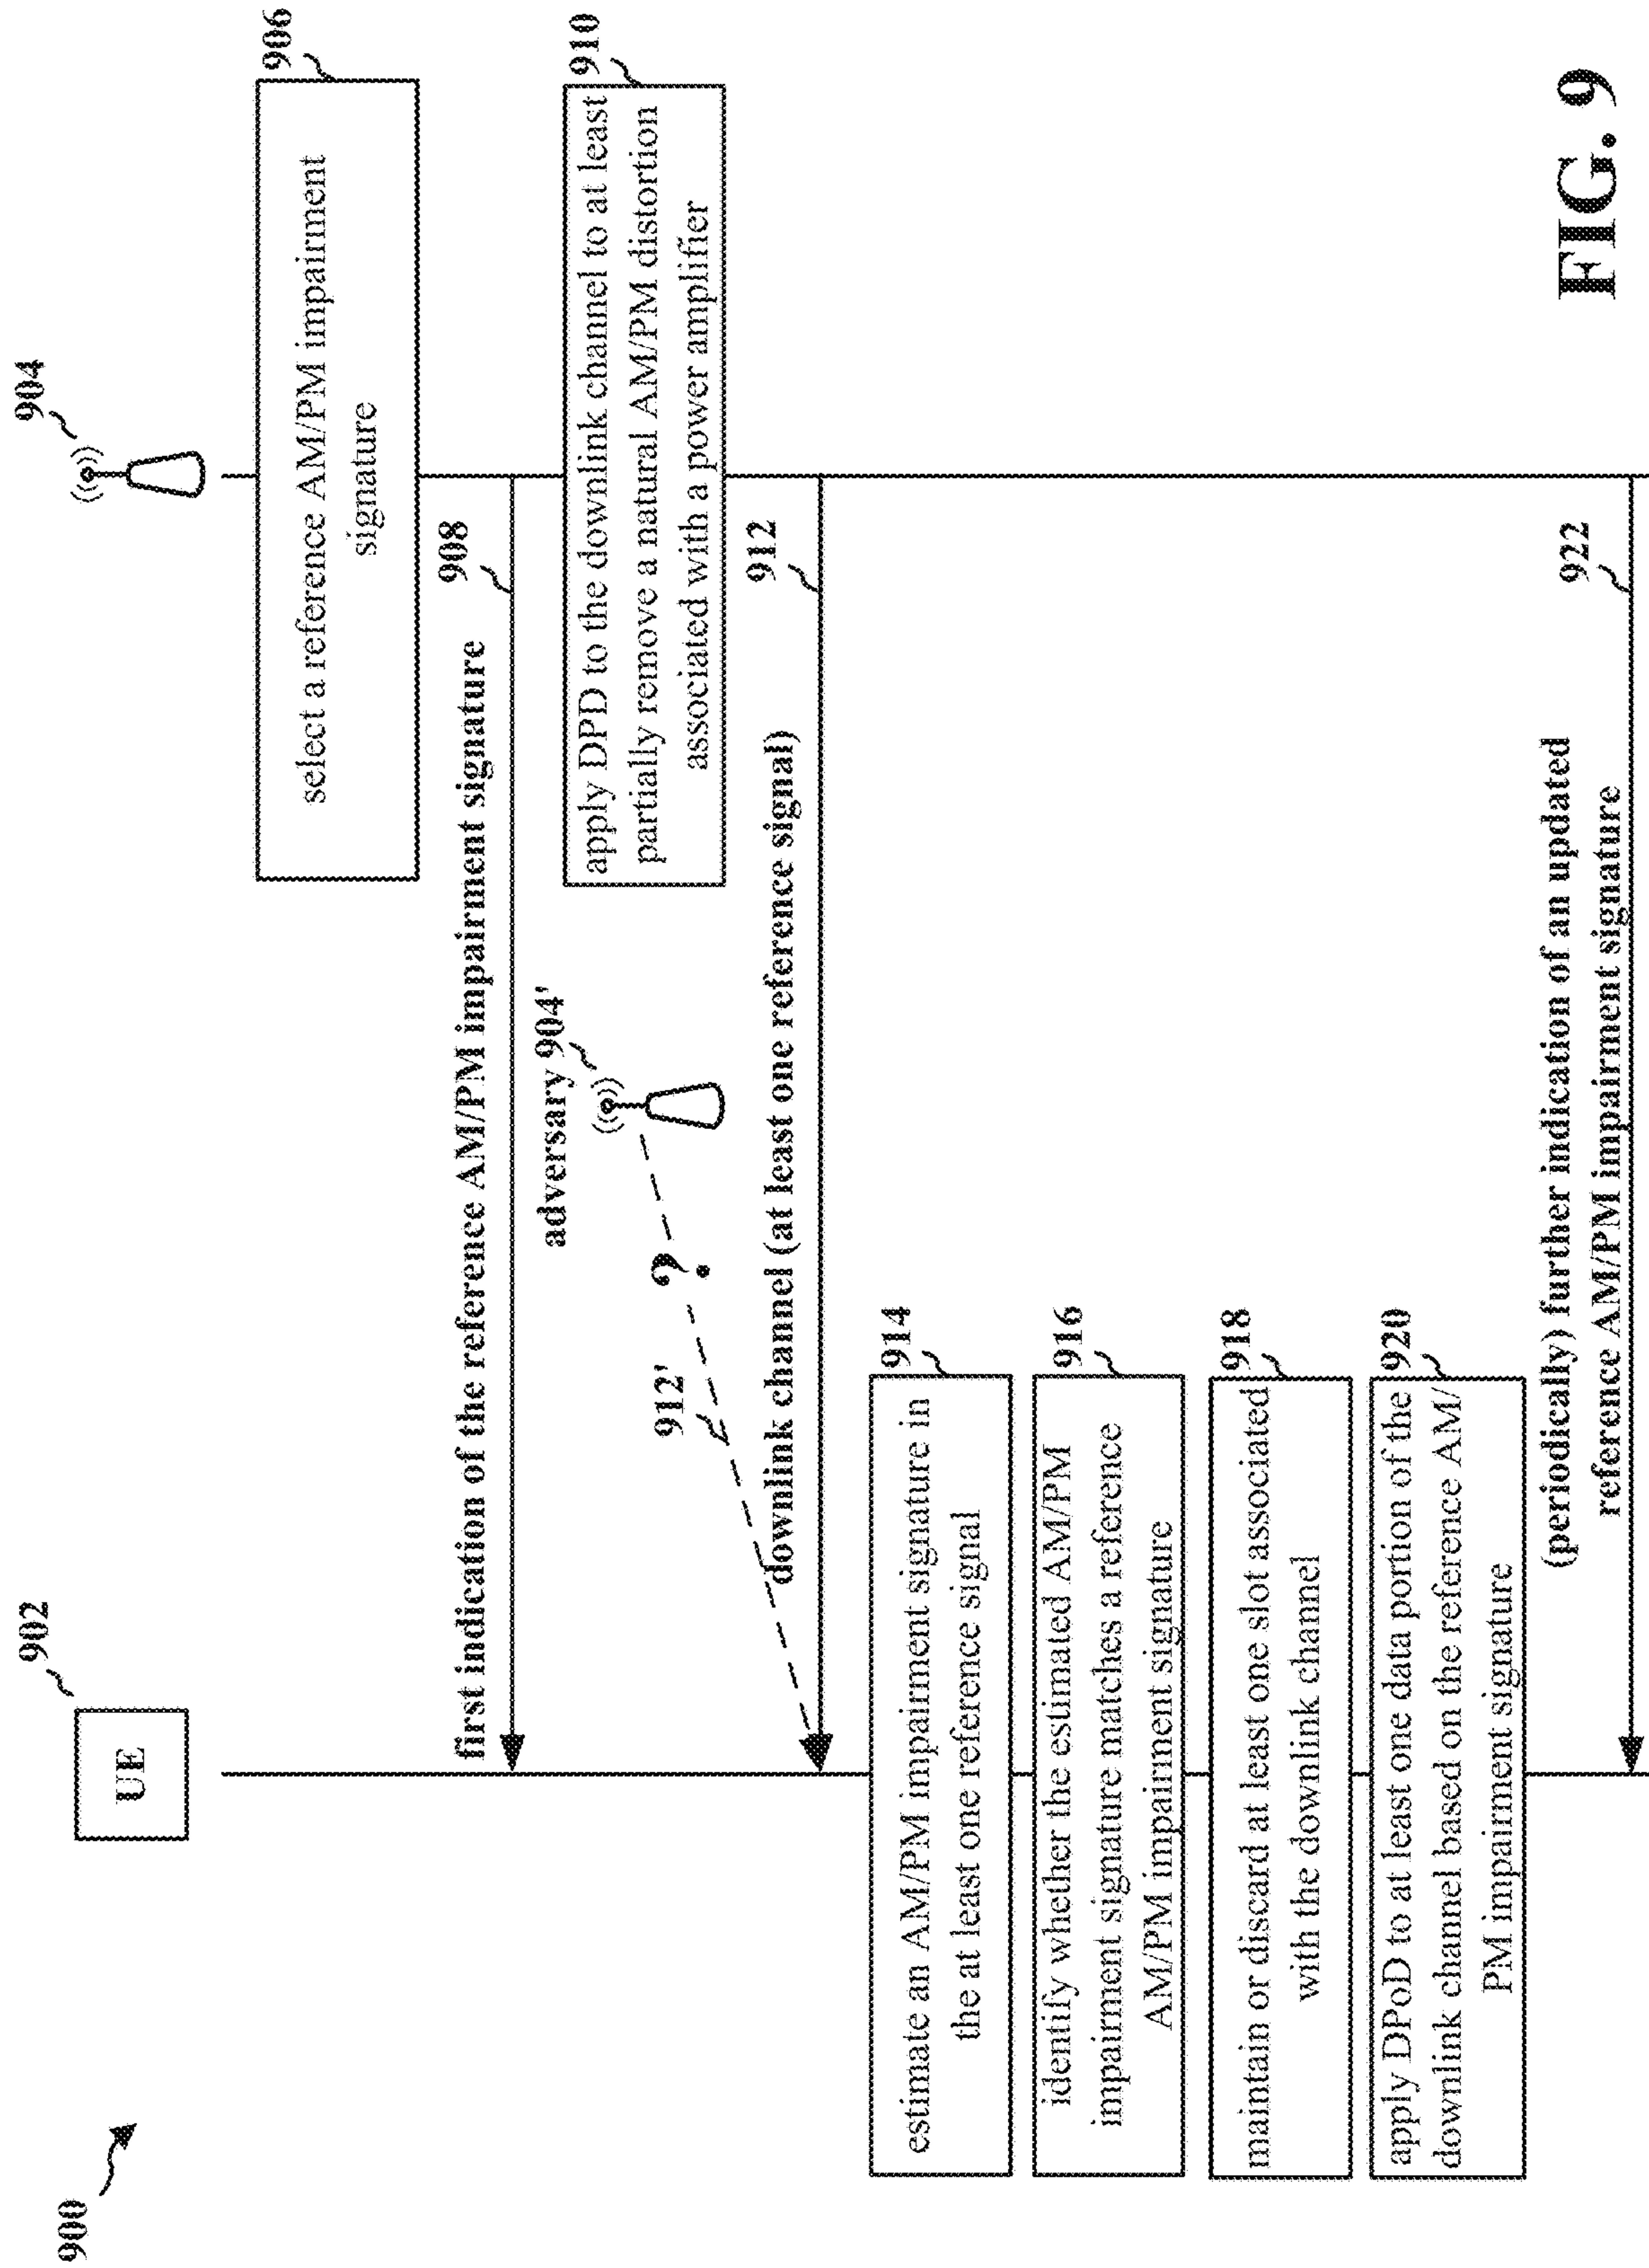 900
902
UE
904
906
select a reference AM/PM impairment
signature
908
first indication of the reference AM/PM impairment signature
910
apply DPD to the downlink channel to at least
partially remove a natural AM/PM distortion
associated with a power amplifier
adversary 904'
912'
?
912
downlink channel (at least one reference signal)
914
estimate an AM/PM impairment signature in
the at least one reference signal
916
identify whether the estimated AM/PM
impairment signature matches a reference
AM/PM impairment signature
918
maintain or discard at least one slot associated
with the downlink channel
920
apply DPoD to at least one data portion of the
downlink channel based on the reference AM/
PM impairment signature
922
(periodically) further indication of an updated
reference AM/PM impairment signature
FIG. 9